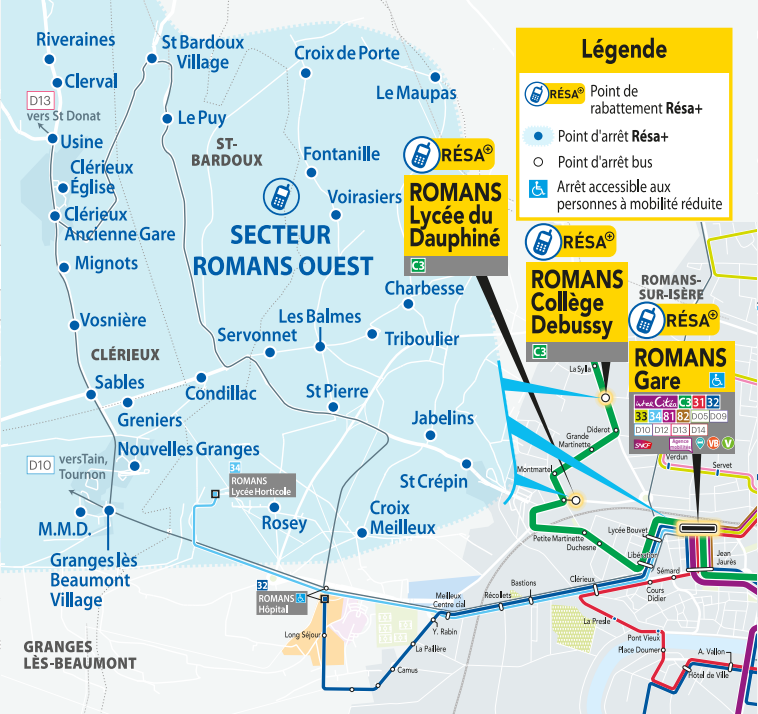 Riveraines
Clerval
D13
vers St Donat
Usine
Clérieux
Église
Clérieux
Ancienne Gare
Mignots
Vosnière
CLÉRIEUX
Sables
Greniers
D10
versTain,
Tournon
Nouvelles Granges
M.M.D.
Granges lès
Beaumont
Village
GRANGES
LÈS-BEAUMONT
St Bardoux
Village
Le Puy
ST-
BARDOUX
Croix de Porte
Le Maupas
Fontanille
Voirasiers
SECTEUR
ROMANS OUEST
Charbesse
Les Balmes
Servonnet
Triboulier
Condillac
St Pierre
Jabelins
St Crépin
Croix
Meilleux
Rosey
34
ROMANS
Lycée Horticole
32
ROMANS
Hôpital
Long Séjour
Camus
La Paillère
Y. Rabin
Meilleux
Centre cial
Récollets
Bastions
Clérieux
RÉSA+
ROMANS
Lycée du
Dauphiné
C3
RÉSA+
ROMANS
Collège
Debussy
C3
ROMANS-
SUR-ISÈRE
RÉSA+
ROMANS
Gare
interCités C3 31 32
33 34 81 82 D05 D09
D10 D12 D13 D14
SNCF Agence mobilités VB V
Verdun
Servet
La Sylla
Diderot
Grande
Martinette
Montmartel
Petite Martinette
Duchesne
Lycée Bouvet
Libération
Sémard
Jean
Jaurès
Cours
Didier
La Presle
Pont Vieux
Place Doumer
A. Vallon
Hôtel de Ville
Légende
RÉSA+ Point de
rabattement Résa+
Point d'arrêt Résa+
Point d'arrêt bus
Arrêt accessible aux
personnes à mobilité réduite